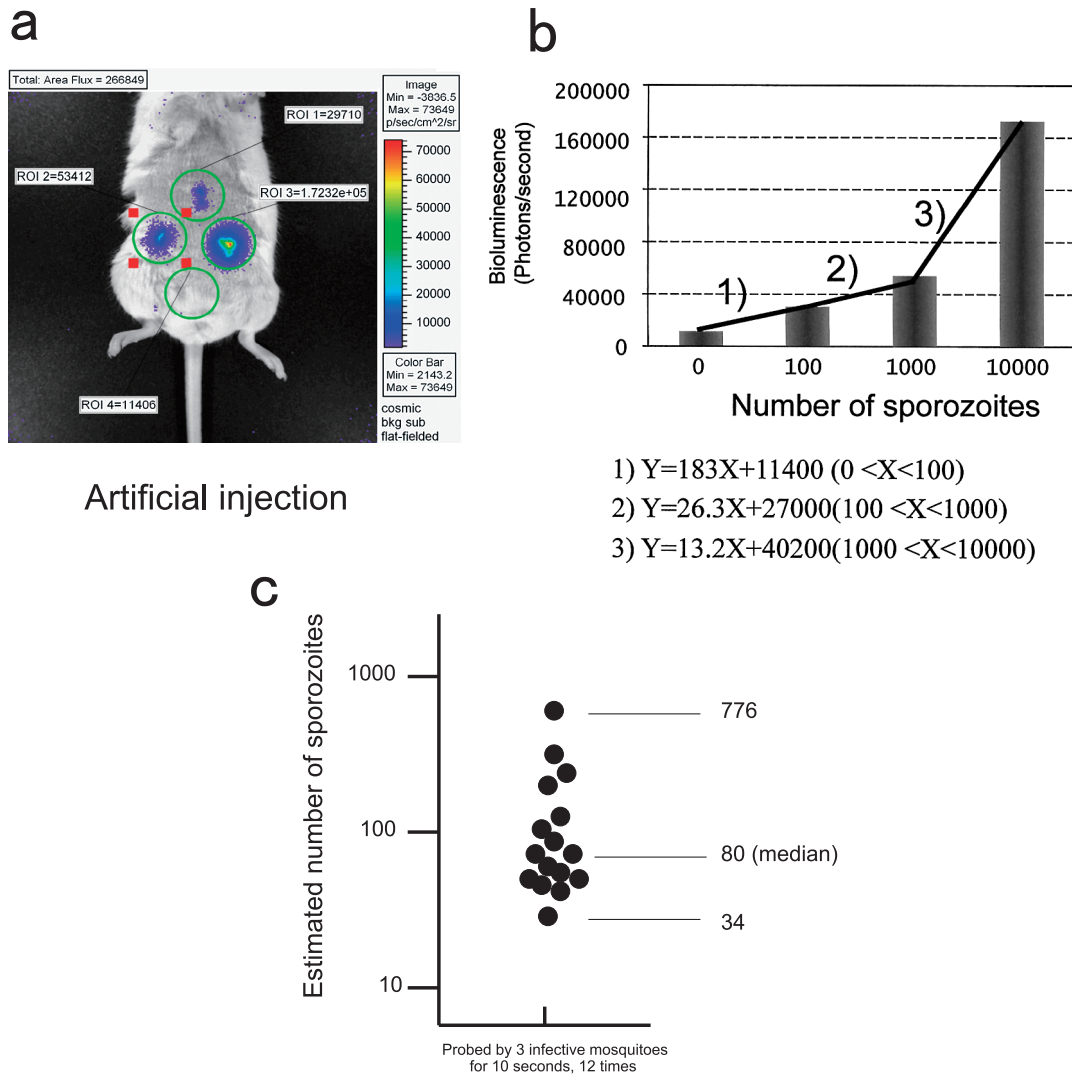 a
Total: Area Flux = 266849
Image
Min = -3836.5
Max = 73649
p/sec/cm^2/sr
ROI 1=29710
ROI 2=53412
ROI 3=1.7232e+05
70000
60000
50000
40000
30000
20000
10000
Color Bar
Min = 2143.2
Max = 73649
ROI 4=11406
cosmic
bkg sub
flat-fielded
Artificial injection
b
Bioluminescence
(Photons/second)
200000
160000
120000
80000
40000
0
1)
2)
3)
0 100 1000 10000
Number of sporozoites
1) Y=183X+11400 (0 <X<100)
2) Y=26.3X+27000(100 <X<1000)
3) Y=13.2X+40200(1000 <X<10000)
c
Estimated number of sporozoites
1000
100
10
776
80 (median)
34
Probed by 3 infective mosquitoes
for 10 seconds, 12 times